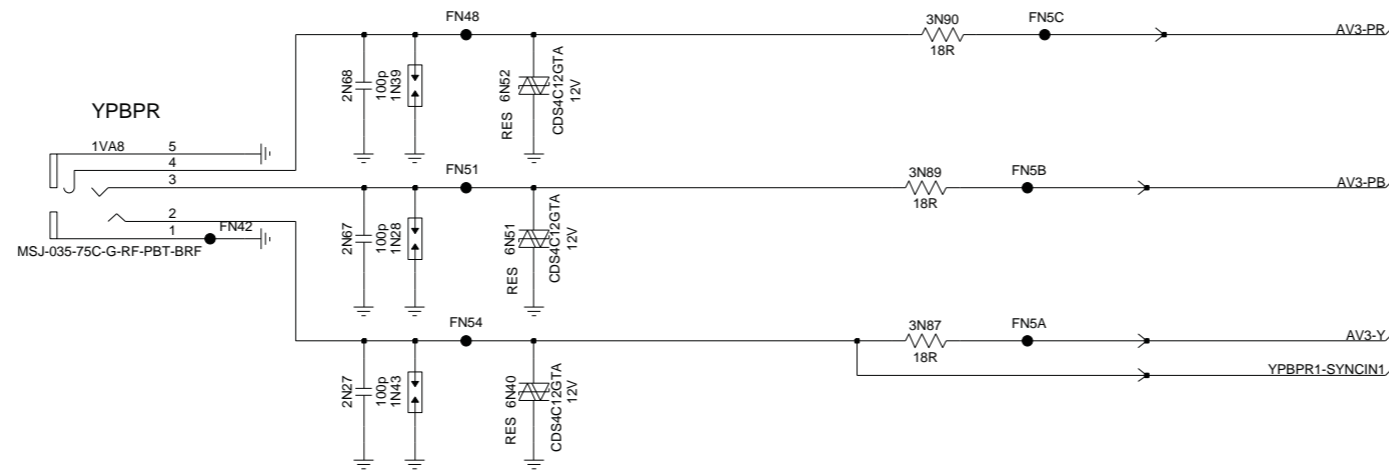 FN48
3N90
FN5C
AV3-PR
18R
2N68
100p
1N39
RES 6N52
CDS4C12GTA
12V
YPBPR
1VA8
5
4
3
2
1
FN42
MSJ-035-75C-G-RF-PBT-BRF
FN51
3N89
FN5B
AV3-PB
18R
2N67
100p
1N28
RES 6N51
CDS4C12GTA
12V
FN54
3N87
FN5A
AV3-Y
18R
YPBPR1-SYNCIN1
2N27
100p
1N43
RES 6N40
CDS4C12GTA
12V